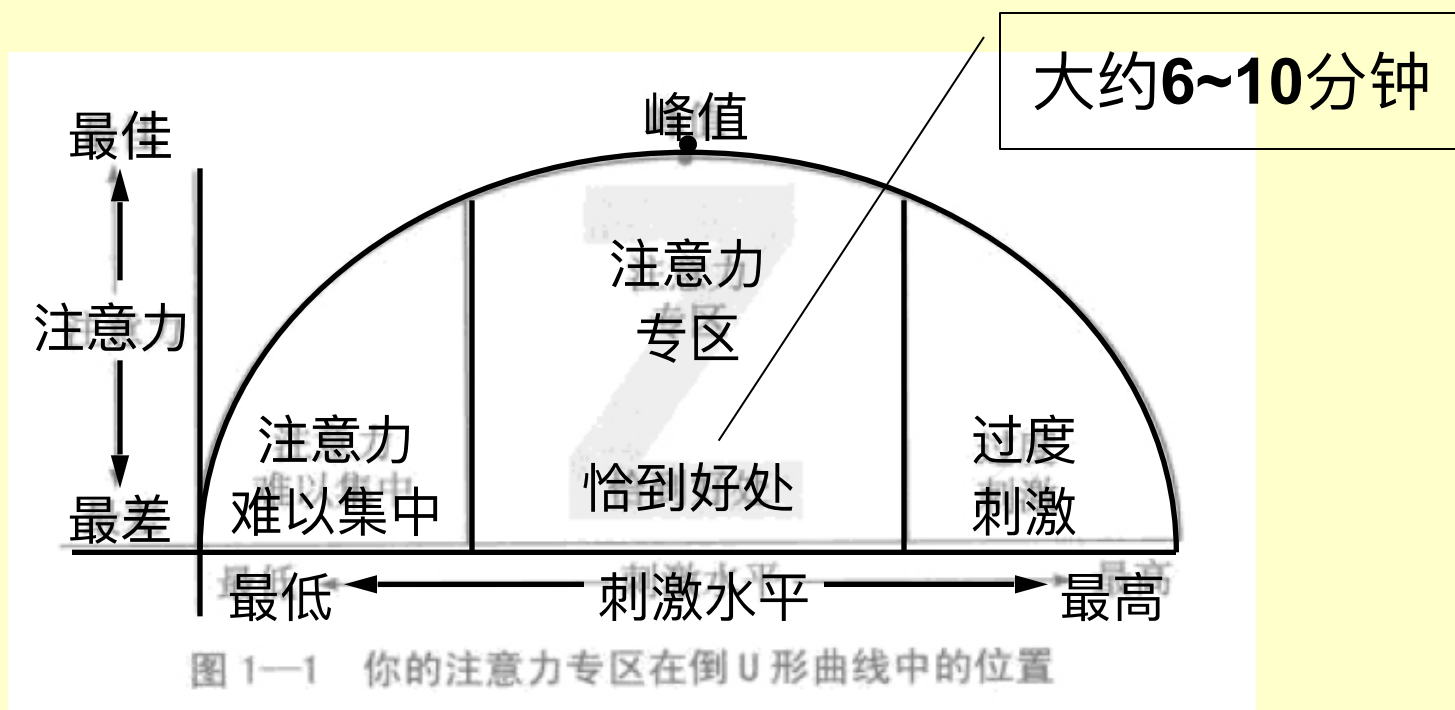 大约6~10分钟
峰值
最佳
注意力
最差
注意力
专区
恰到好处
注意力
难以集中
过度
刺激
最低
刺激水平
最高
图 1—1 你的注意力专区在倒 U 形曲线中的位置